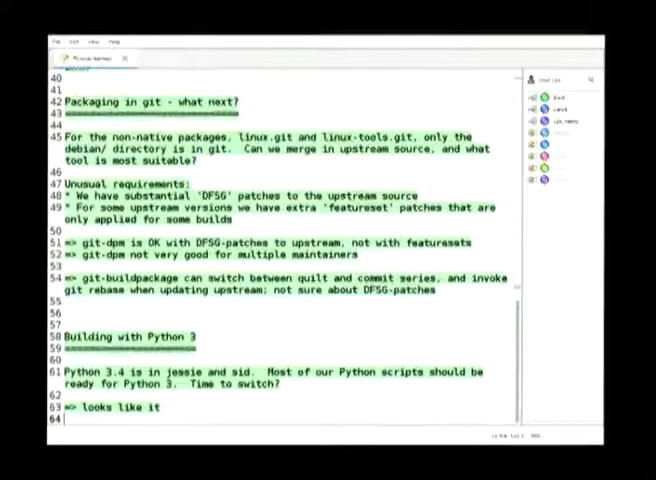 File Edit View Help
40
41
42 Packaging in git - what next?
43 =============================
44
45 For the non-native packages, linux.git and linux-tools.git, only the
debian/ directory is in git. Can we merge in upstream source, and what
tool is most suitable?
46
47 Unusual requirements:
48 * We have substantial 'DFSG' patches to the upstream source
49 * For some upstream versions we have extra 'featureset' patches that are
only applied for some builds
50
51 => git-dpm is OK with DFSG-patches to upstream, not with featuresets
52 => git-dpm not very good for multiple maintainers
53
54 => git-buildpackage can switch between quilt and commit series, and invoke
git rebase when updating upstream; not sure about DFSG-patches
55
56
57
58 Building with Python 3
59 ======================
60
61 Python 3.4 is in jessie and sid. Most of our Python scripts should be
ready for Python 3. Time to switch?
62
63 => looks like it
64
User List